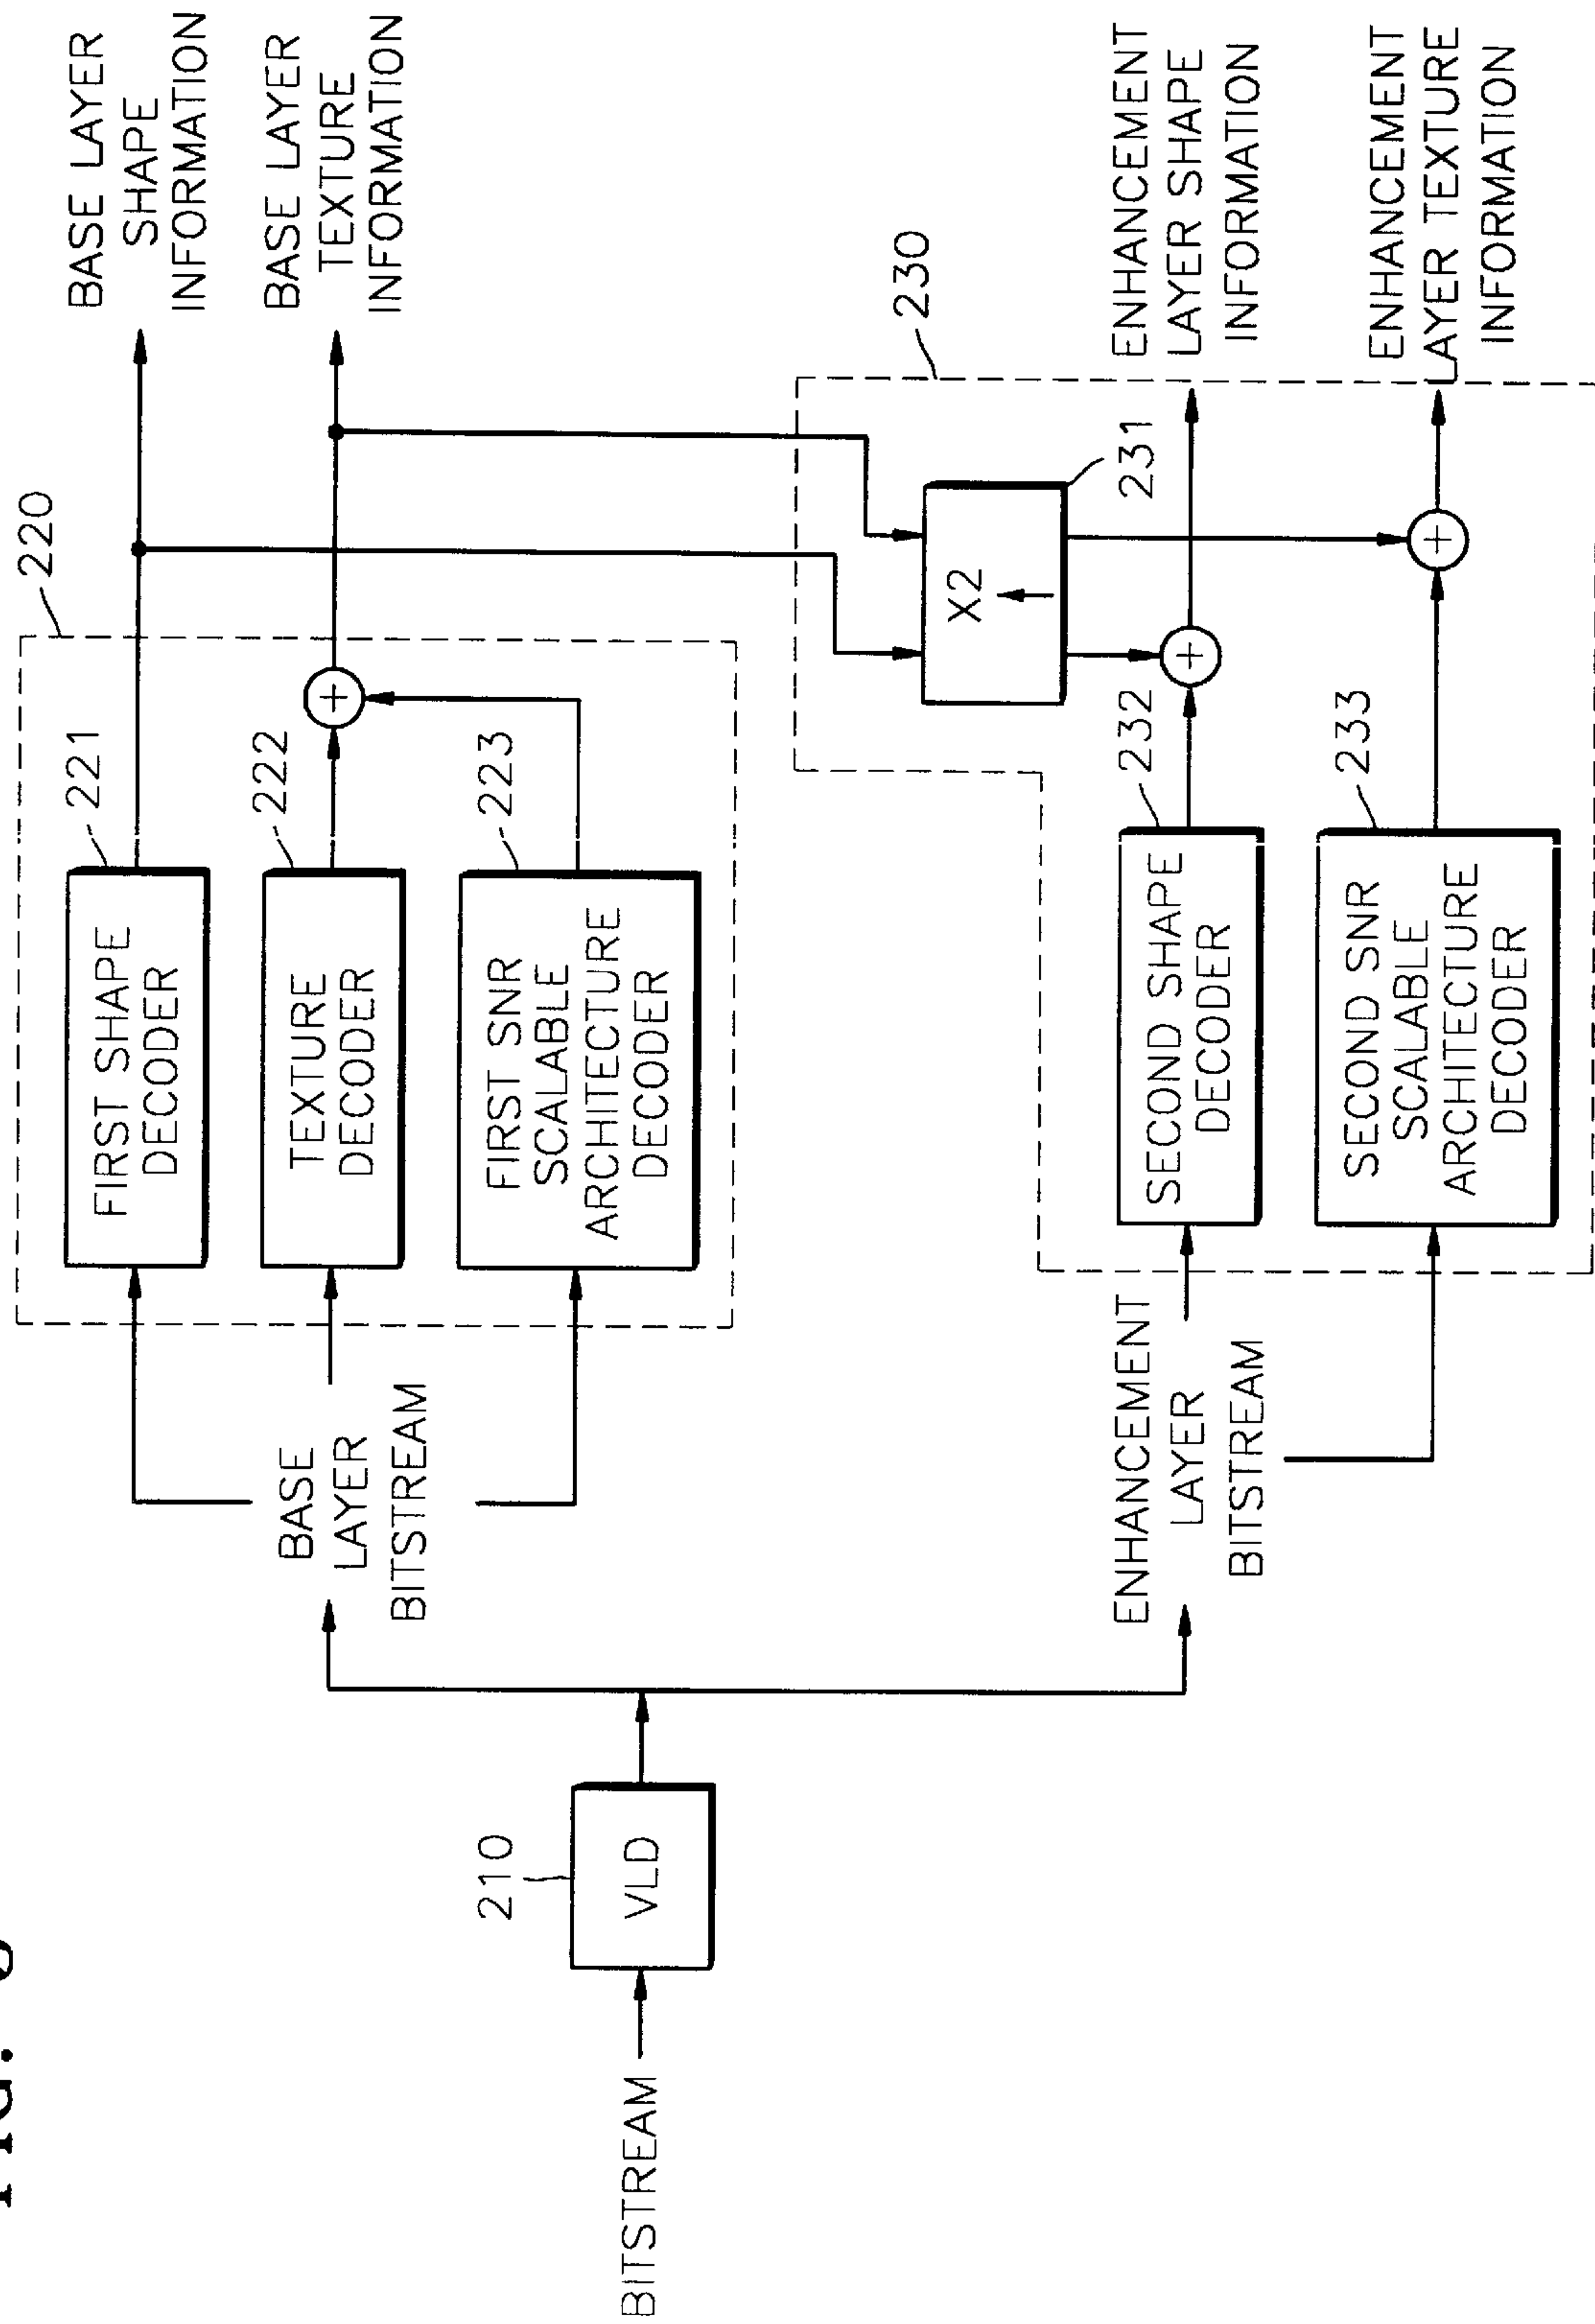 BITSTREAM
210
VLD
BASE
LAYER
BITSTREAM
ENHANCEMENT
LAYER
BITSTREAM
220
221
FIRST SHAPE
DECODER
222
TEXTURE
DECODER
223
FIRST SNR
SCALABLE
ARCHITECTURE
DECODER
BASE LAYER
SHAPE
INFORMATION
BASE LAYER
TEXTURE
INFORMATION
230
X2
231
232
SECOND SHAPE
DECODER
233
SECOND SNR
SCALABLE
ARCHITECTURE
DECODER
ENHANCEMENT
LAYER SHAPE
INFORMATION
ENHANCEMENT
LAYER TEXTURE
INFORMATION